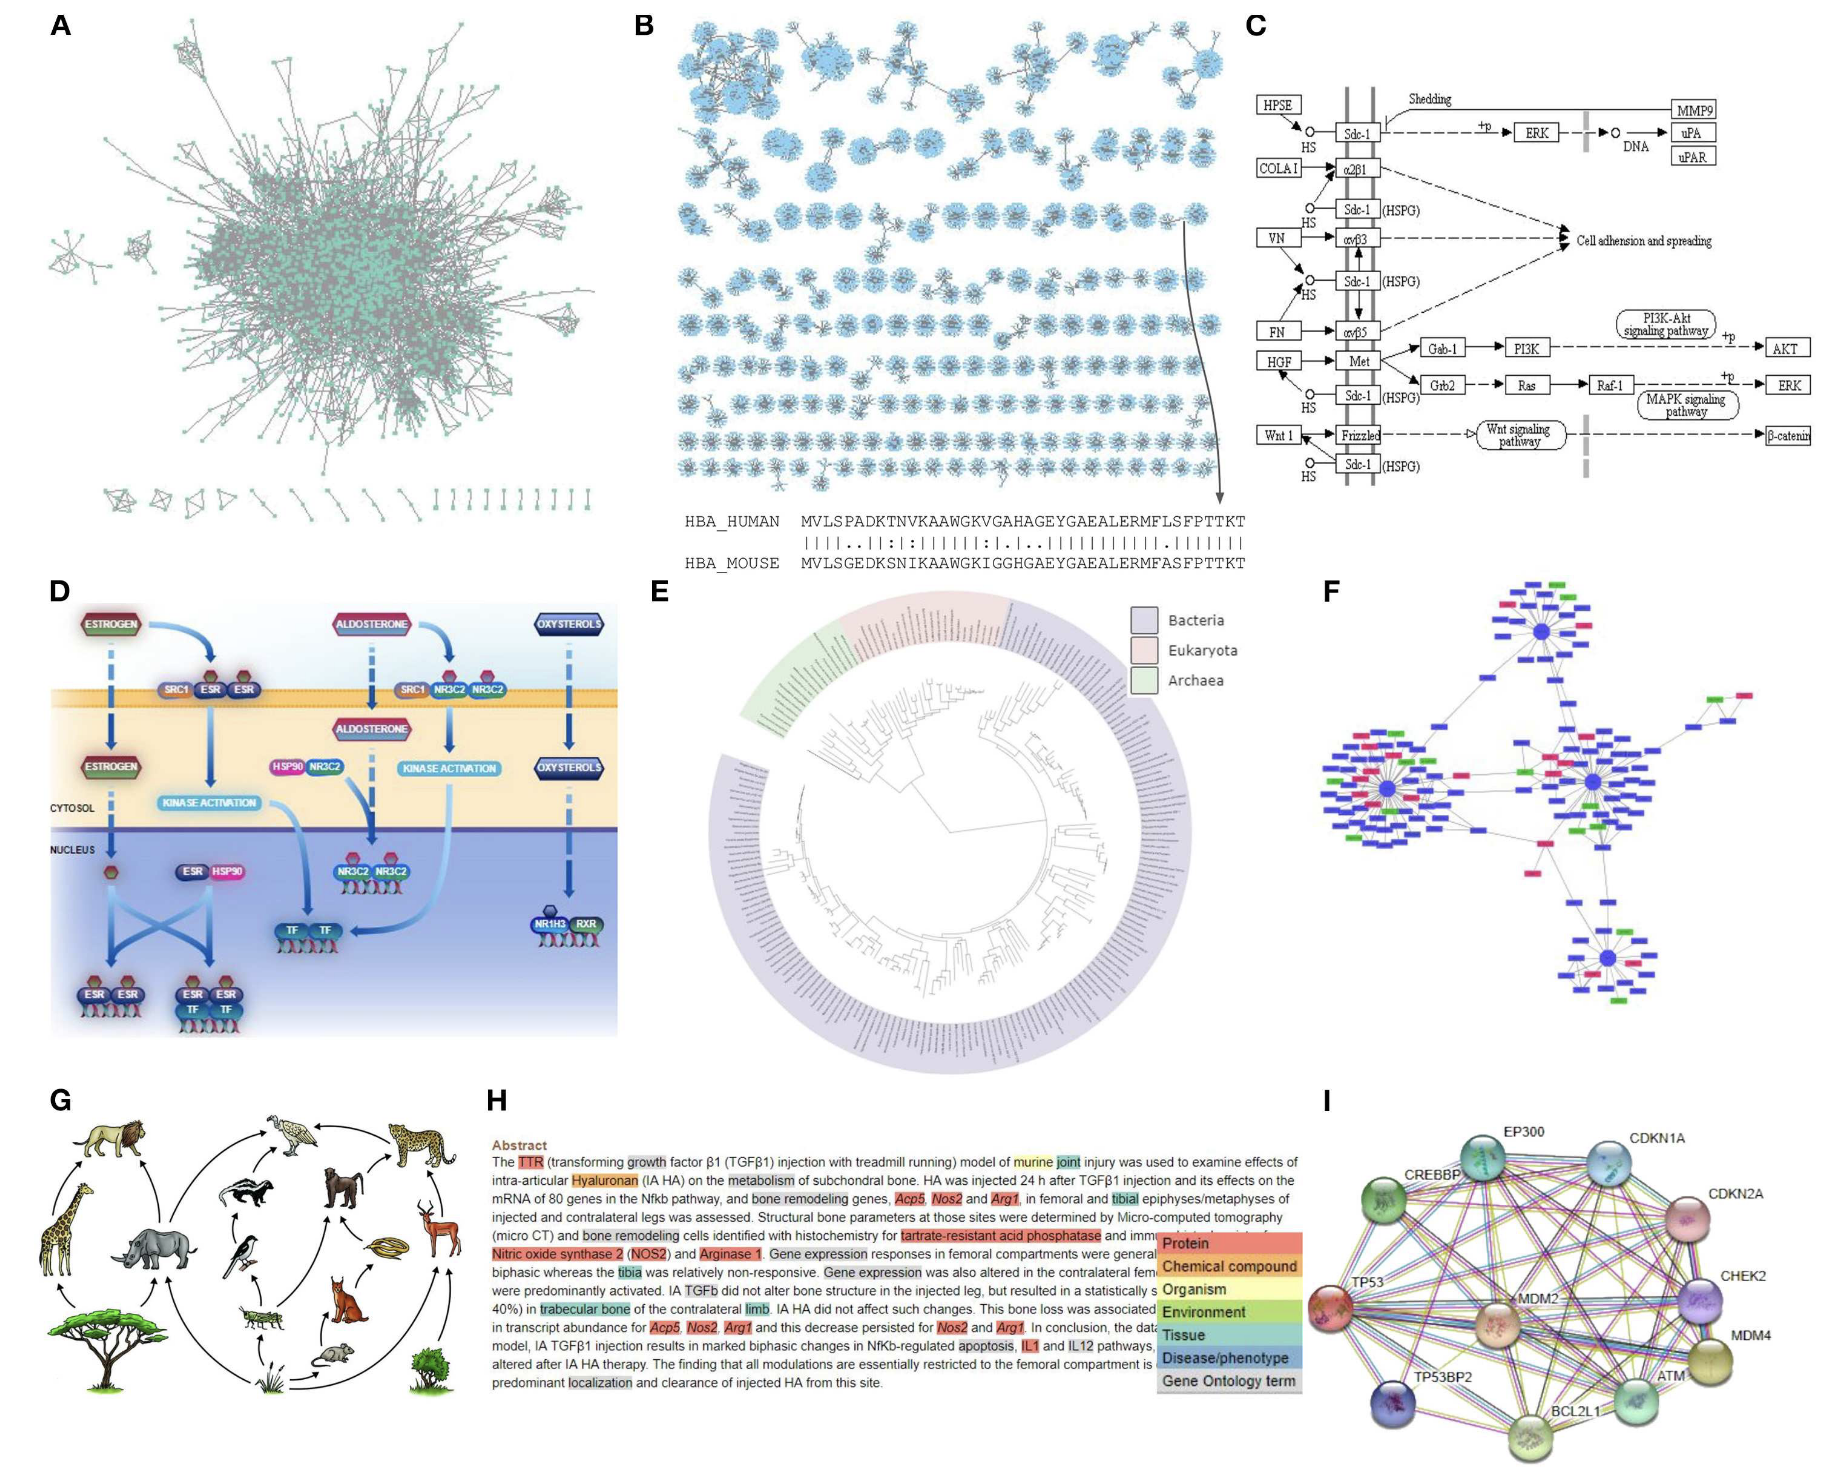 A
B
C
HPSE
Shedding
MMP9
HS
Sdc-1
+p
ERK
DNA
uPA
uPAR
COLA1
α2β1
HS
Sdc-1
(HSPG)
VN
αvβ3
Cell adhension and spreading
HS
Sdc-1
(HSPG)
FN
αvβ5
PI3K-Akt
signaling pathway
HGF
Met
Gab-1
PI3K
+p
AKT
Grb2
Ras
Raf-1
+p
ERK
HS
Sdc-1
(HSPG)
MAPK signaling
pathway
Wnt 1
Frizzled
Wnt signaling
pathway
β-catenin
HS
Sdc-1
(HSPG)
HBA_HUMAN MVLSPADKTNVKAAWGKVGAHAGEYGAEALERMFLSFPTTKT
||||..||:|:|||||||:|.|..||||||||||||.|||||||
HBA_MOUSE MVLSGEDKSNIKAAWGKIGGHGAEYGAEALERMFASFPTTKT
D
ESTROGEN
ALDOSTERONE
OXYSTEROLS
SRC1 ESR ESR
SRC1 NR3C2 NR3C2
ALDOSTERONE
ESTROGEN
HSP90 NR3C2
KINASE ACTIVATION
OXYSTEROLS
KINASE ACTIVATION
CYTOSOL
NUCLEUS
ESR HSP90
NR3C2 NR3C2
TF TF
NR1H3 RXR
ESR ESR
ESR ESR
TF TF
E
Bacteria
Eukaryota
Archaea
F
G
H
Abstract
The TTR (transforming growth factor β1 (TGFβ1) injection with treadmill running) model of murine joint injury was used to examine effects of
intra-articular Hyaluronan (IA HA) on the metabolism of subchondral bone. HA was injected 24 h after TGFβ1 injection and its effects on the
mRNA of 80 genes in the Nfkb pathway, and bone remodeling genes, Acp5, Nos2 and Arg1, in femoral and tibial epiphyses/metaphyses of
injected and contralateral legs was assessed. Structural bone parameters at those sites were determined by Micro-computed tomography
(micro CT) and bone remodeling cells identified with histochemistry for tartrate-resistant acid phosphatase and
Nitric oxide synthase 2 (NOS2) and Arginase 1. Gene expression responses in femoral compartments were general
biphasic whereas the tibia was relatively non-responsive. Gene expression was also altered in the contralateral fem
were predominantly activated. IA TGFb did not alter bone structure in the injected leg, but resulted in a statistically s
40%) in trabecular bone of the contralateral limb. IA HA did not affect such changes. This bone loss was associated
in transcript abundance for Acp5, Nos2, Arg1 and this decrease persisted for Nos2 and Arg1. In conclusion, the data
model, IA TGFβ1 injection results in marked biphasic changes in NfKb-regulated apoptosis, IL1 and IL12 pathways,
altered after IA HA therapy. The finding that all modulations are essentially restricted to the femoral compartment is
predominant localization and clearance of injected HA from this site.
Protein
Chemical compound
Organism
Environment
Tissue
Disease/phenotype
Gene Ontology term
I
EP300
CDKN1A
CREBBP
CDKN2A
TP53
CHEK2
MDM2
MDM4
TP53BP2
ATM
BCL2L1